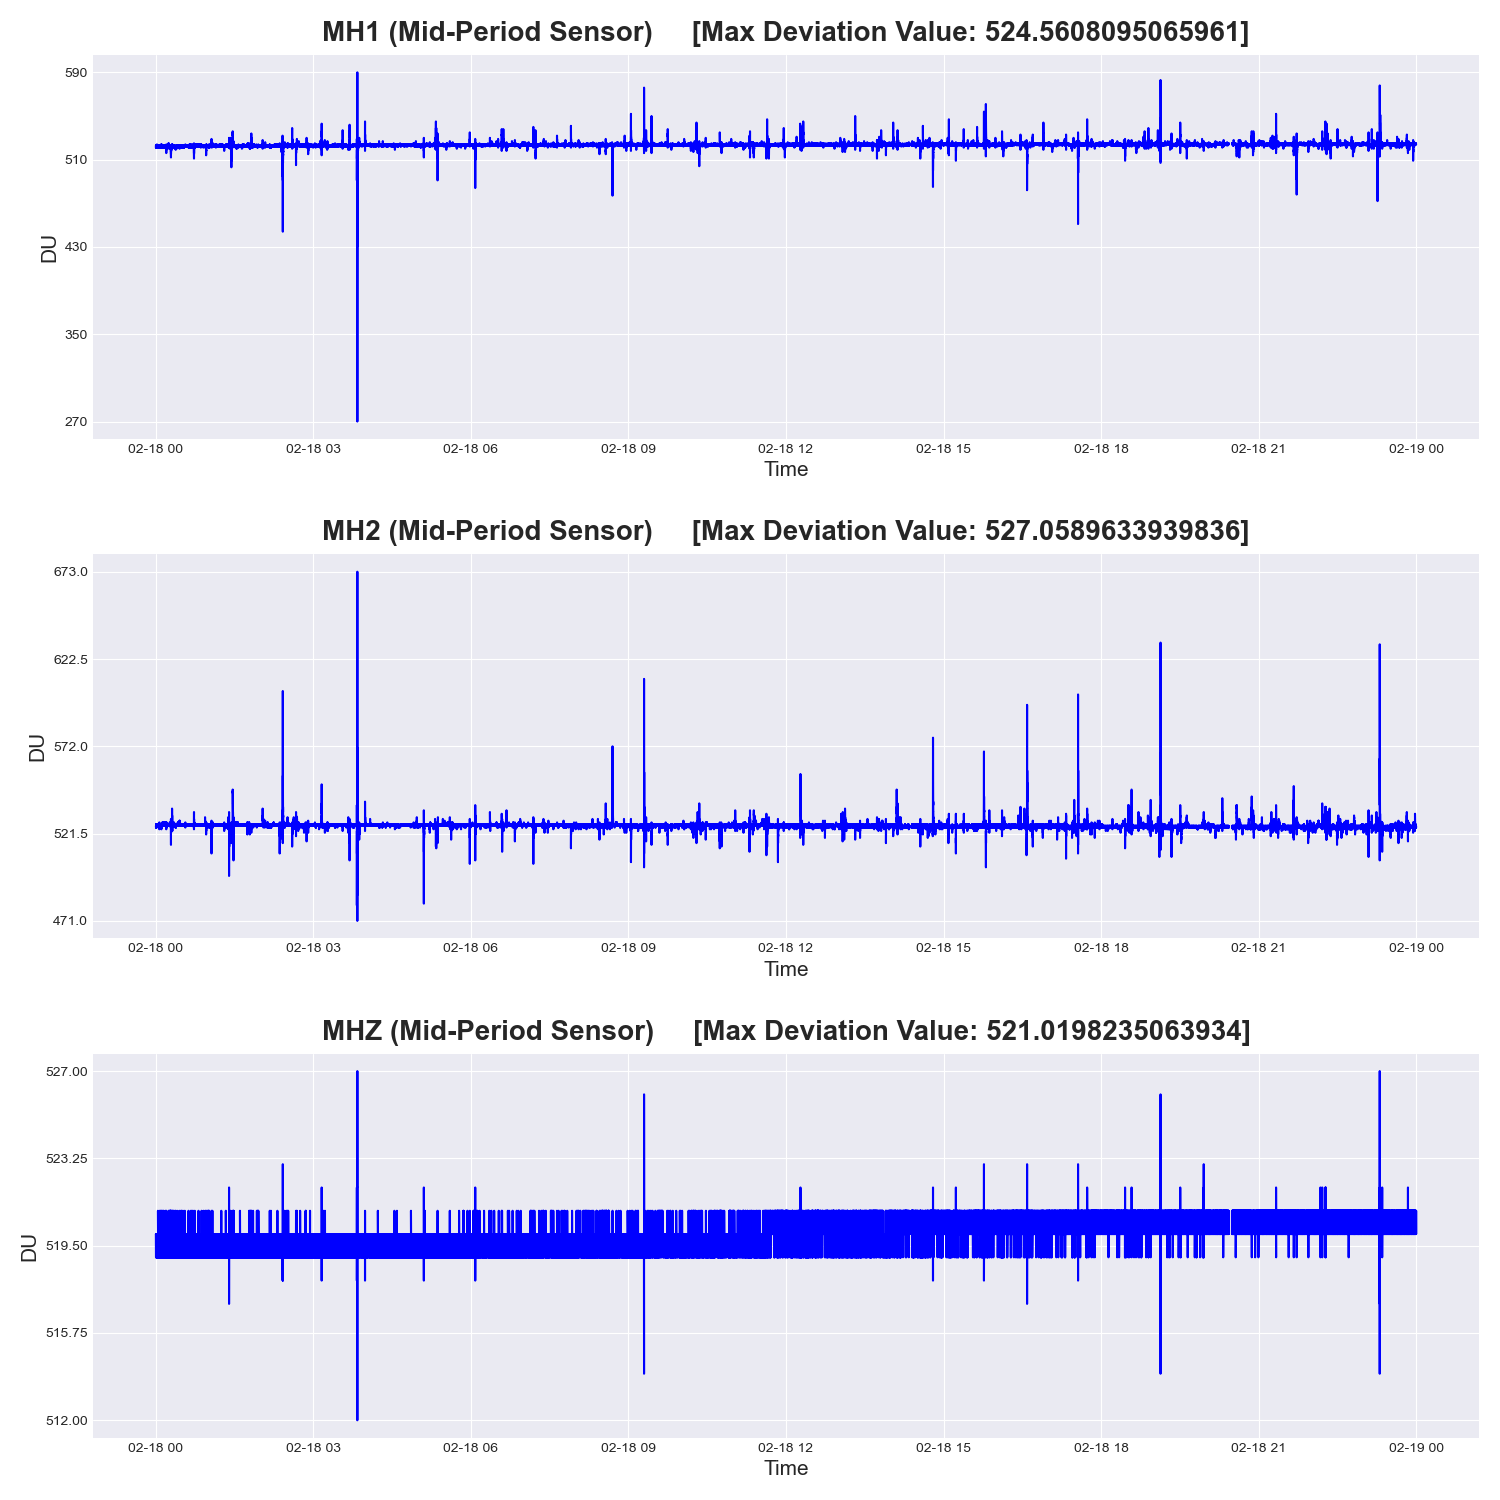 MH1 (Mid-Period Sensor) [Max Deviation Value: 524.5608095065961]
590
510
430
350
270
DU
02-18 00 02-18 03 02-18 06 02-18 09 02-18 12 02-18 15 02-18 18 02-18 21 02-19 00
Time
MH2 (Mid-Period Sensor) [Max Deviation Value: 527.0589633939836]
673.0
622.5
572.0
521.5
471.0
DU
02-18 00 02-18 03 02-18 06 02-18 09 02-18 12 02-18 15 02-18 18 02-18 21 02-19 00
Time
MHZ (Mid-Period Sensor) [Max Deviation Value: 521.0198235063934]
527.00
523.25
519.50
515.75
512.00
DU
02-18 00 02-18 03 02-18 06 02-18 09 02-18 12 02-18 15 02-18 18 02-18 21 02-19 00
Time